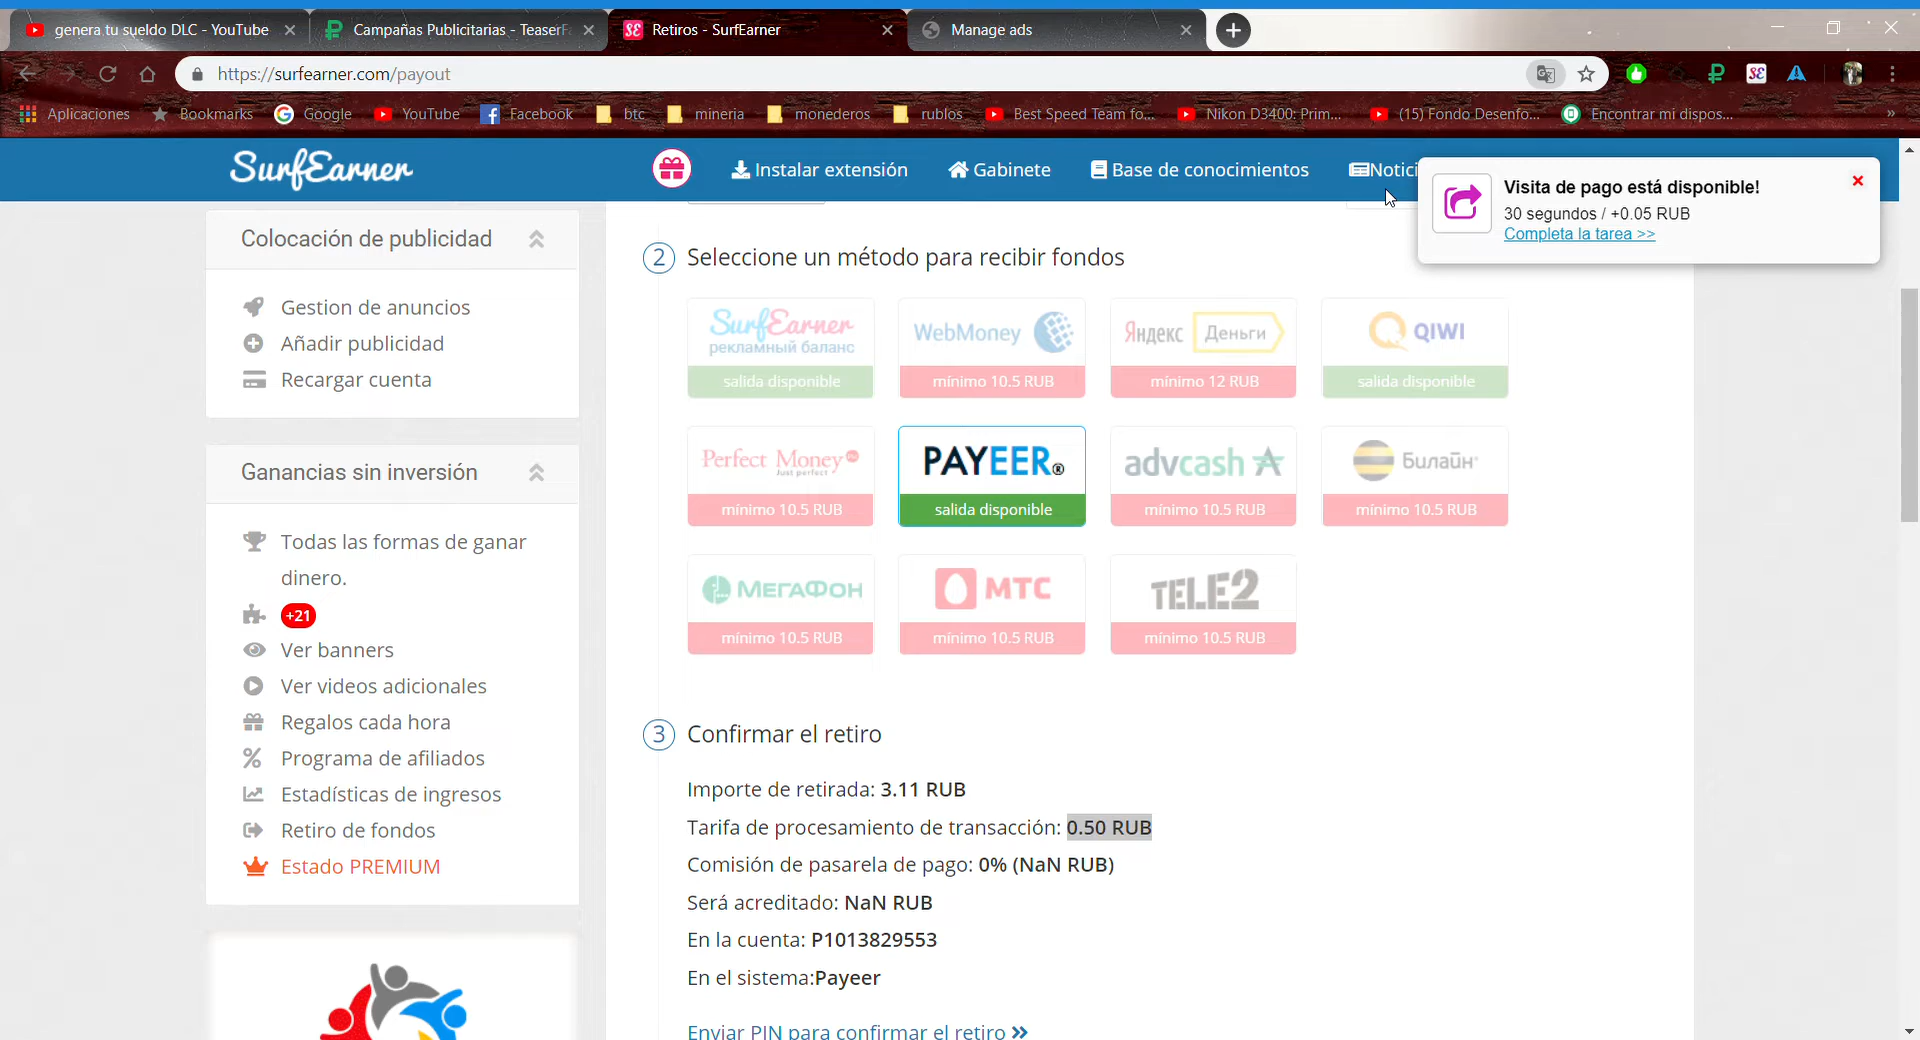 genera tu sueldo DLC - YouTube
Campañas Publicitarias - TeaserF
Retiros - SurfEarner
Manage ads
https://surfearner.com/payout
Aplicaciones
Bookmarks
Google
YouTube
Facebook
btc
mineria
monederos
rublos
Best Speed Team fo...
Nikon D3400: Prim...
(15) Fondo Desenfo...
Encontrar mi dispos...
»
SurfEarner
Instalar extensión
Gabinete
Base de conocimientos
Notici
Visita de pago está disponible!
30 segundos / +0.05 RUB
Completa la tarea >>
Colocación de publicidad
Gestion de anuncios
Añadir publicidad
Recargar cuenta
Ganancias sin inversión
Todas las formas de ganar
dinero.
+21
Ver banners
Ver videos adicionales
Regalos cada hora
Programa de afiliados
Estadísticas de ingresos
Retiro de fondos
Estado PREMIUM
2 Seleccione un método para recibir fondos
SurfEarner
рекламный баланс
salida disponible
WebMoney
mínimo 10.5 RUB
Яндекс Деньги
mínimo 12 RUB
QIWI
salida disponible
Perfect Money PM
Just perfect
mínimo 10.5 RUB
PAYEER®
salida disponible
advcash
mínimo 10.5 RUB
Билайн®
mínimo 10.5 RUB
МЕГАФОН
mínimo 10.5 RUB
МТС
mínimo 10.5 RUB
TELE2
mínimo 10.5 RUB
3 Confirmar el retiro
Importe de retirada: 3.11 RUB
Tarifa de procesamiento de transacción: 0.50 RUB
Comisión de pasarela de pago: 0% (NaN RUB)
Será acreditado: NaN RUB
En la cuenta: P1013829553
En el sistema:Payeer
Enviar PIN para confirmar el retiro »